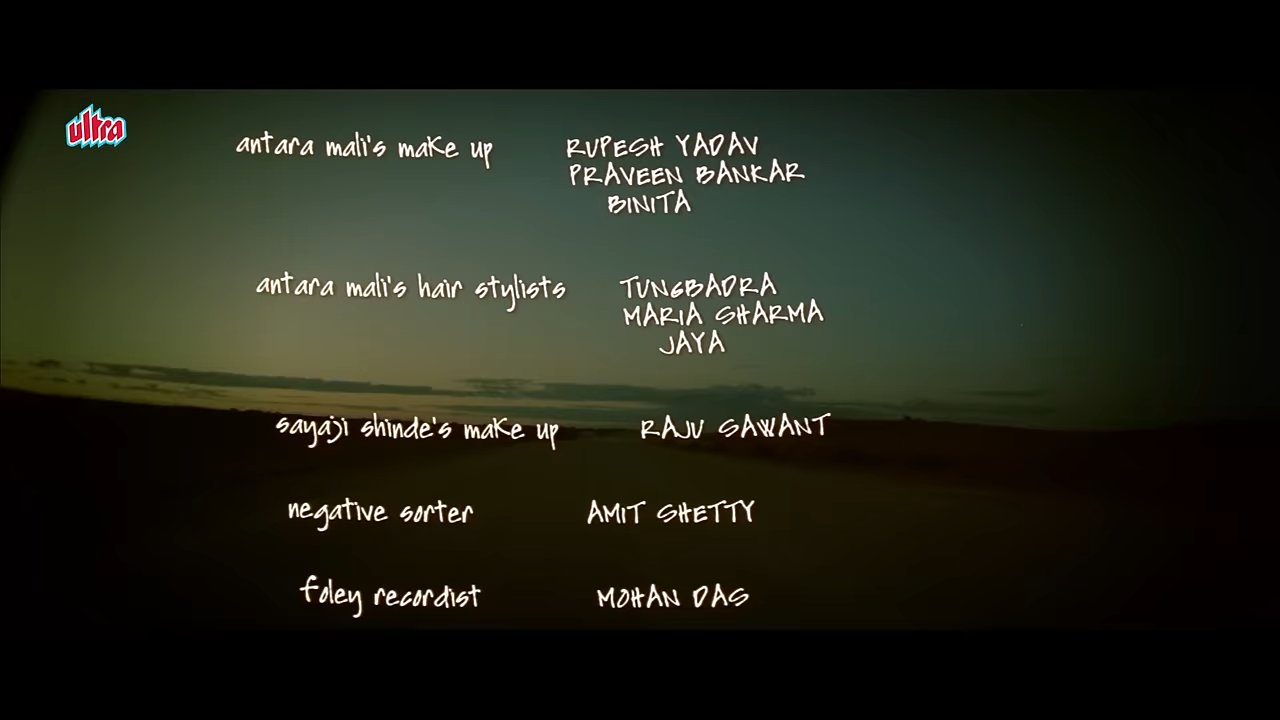 ultra
antara mali's make up RUPESH YADAV
PRAVEEN BANKAR
BINITA
antara mali's hair stylists TUNGBADRA
MARIA SHARMA
JAYA
sayaji shinde's make up RAJU SAWANT
negative sorter AMIT SHETTY
foley recordist MOHAN DAS